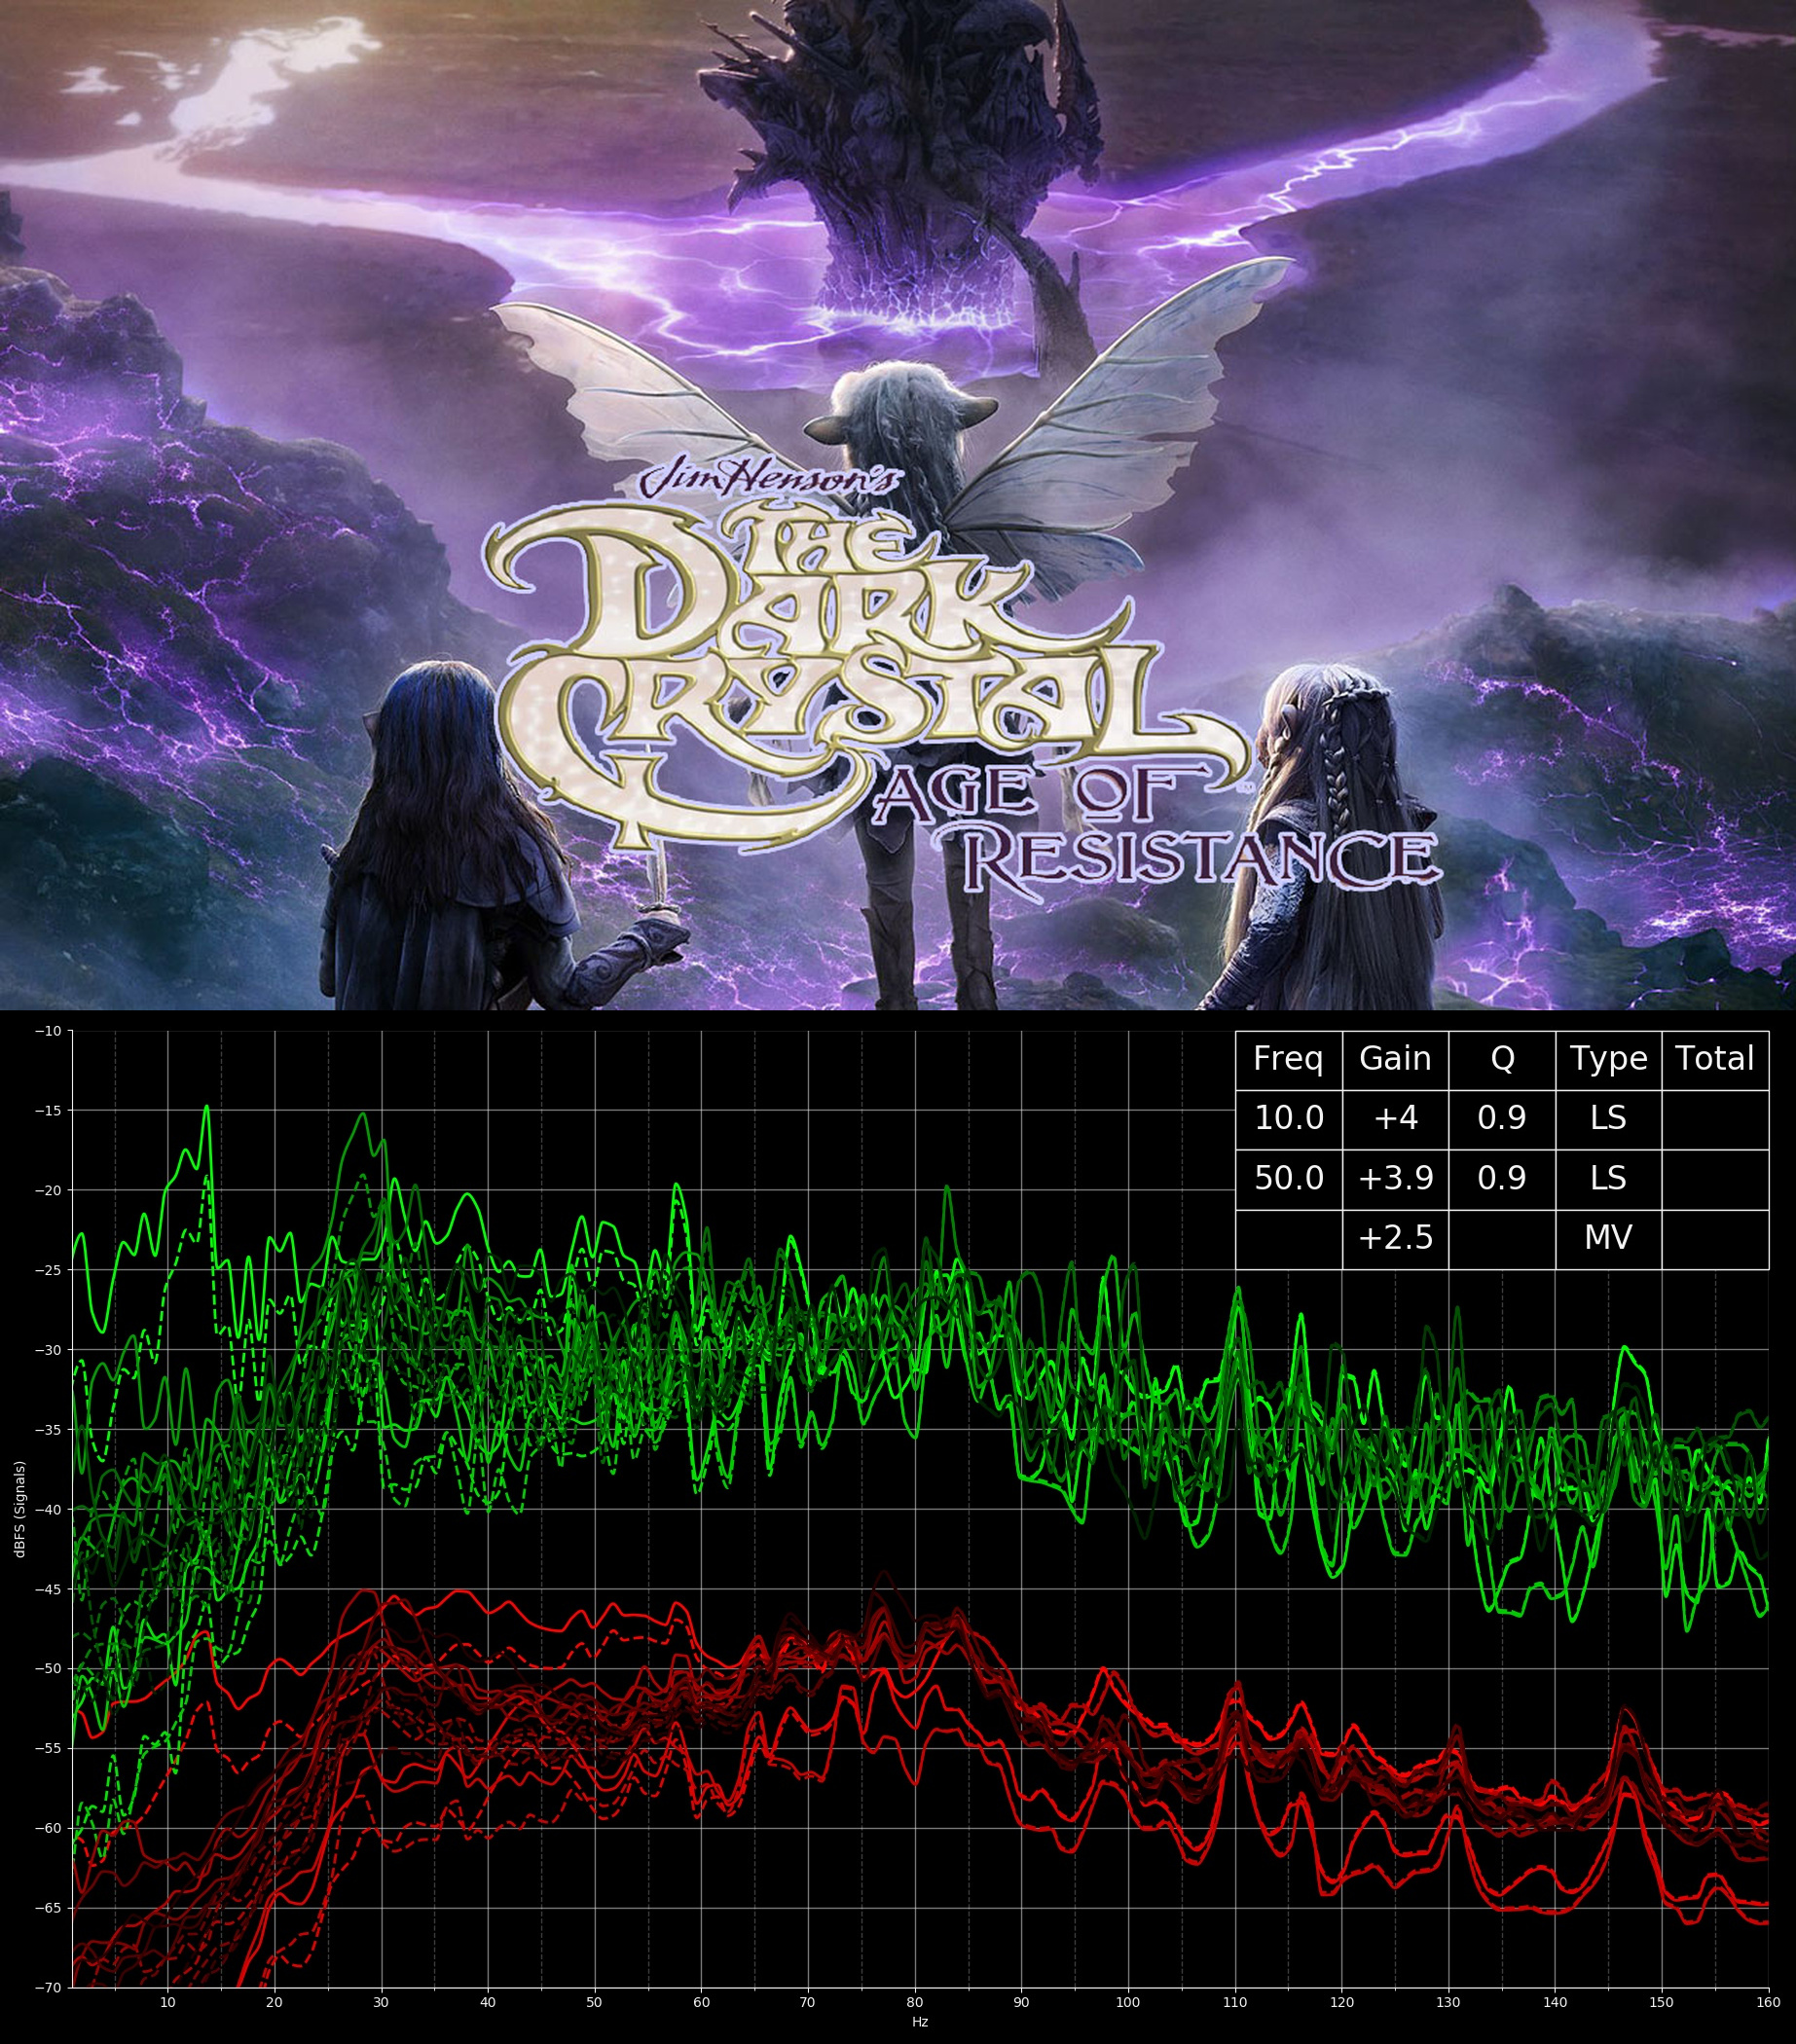 Jim Henson's
THE
DARK
CRYSTAL
AGE OF
RESISTANCE
Freq Gain Q Type Total
10.0 +4 0.9 LS
50.0 +3.9 0.9 LS
+2.5 MV
dBFS (Signals)
−10
−15
−20
−25
−30
−35
−40
−45
−50
−55
−60
−65
−70
10 20 30 40 50 60 70 80 90 100 110 120 130 140 150 160
Hz